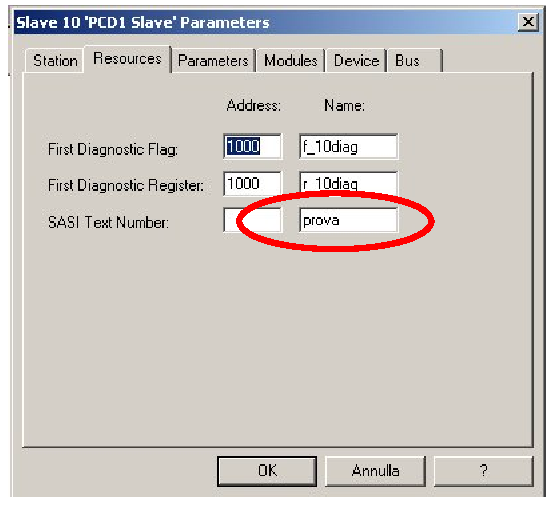 Slave 10 'PCD1 Slave' Parameters
Station Resources Parameters Modules Device Bus
Address: Name:
First Diagnostic Flag: 1000 f_10diag
First Diagnostic Register: 1000 r_10diag
SASI Text Number: prova
OK Annulla ?